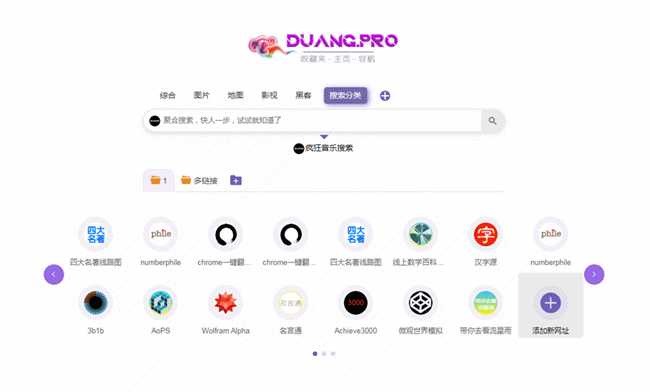 DUANG.PRO
收藏夹 · 主页 · 导航
综合 图片 地图 影视 黑客 搜索分类
聚合搜索，快人一步，试试就知道了
疯狂音乐搜索
1 多链接
四大名著
phile
phile
四大名著
字
phile
四大名著线路图 numberphile chrome一键翻... chrome一键翻... 四大名著线路图 线上数字百科... 汉字源 numberphile
名言通
3000
3b1b AoPS Wolfram Alpha 名言通 Achieve3000 微观世界模拟 带你去看流星雨 添加新网址